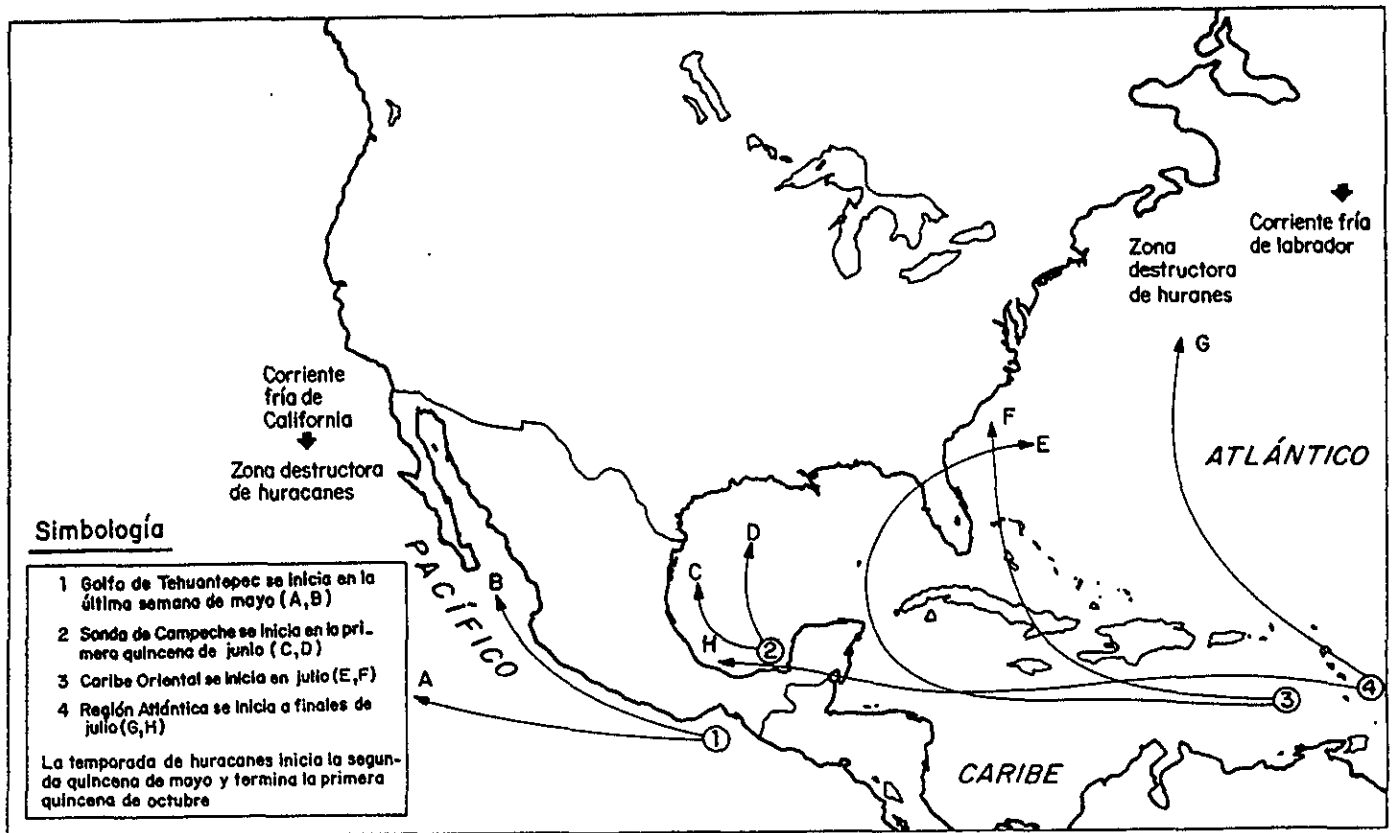 Corriente fría
de labrador
Zona
destructora
de huranes
G
Corriente
fría de
California
F
E
ATLÁNTICO
Zona destructora
de huracanes
Simbología
D
PACÍFICO
C
B
1 Golfo de Tehuantepec se inicia en la
última semana de mayo (A,B)
2 Sonda de Campeche se inicia en la pri-
mera quincena de junio (C,D)
3 Caribe Oriental se inicia en julio (E,F)
4 Región Atlántica se inicia a finales de
julio (G,H)
La temporada de huracanes inicia la segun-
da quincena de mayo y termina la primera
quincena de octubre
H
2
A
4
3
1
CARIBE